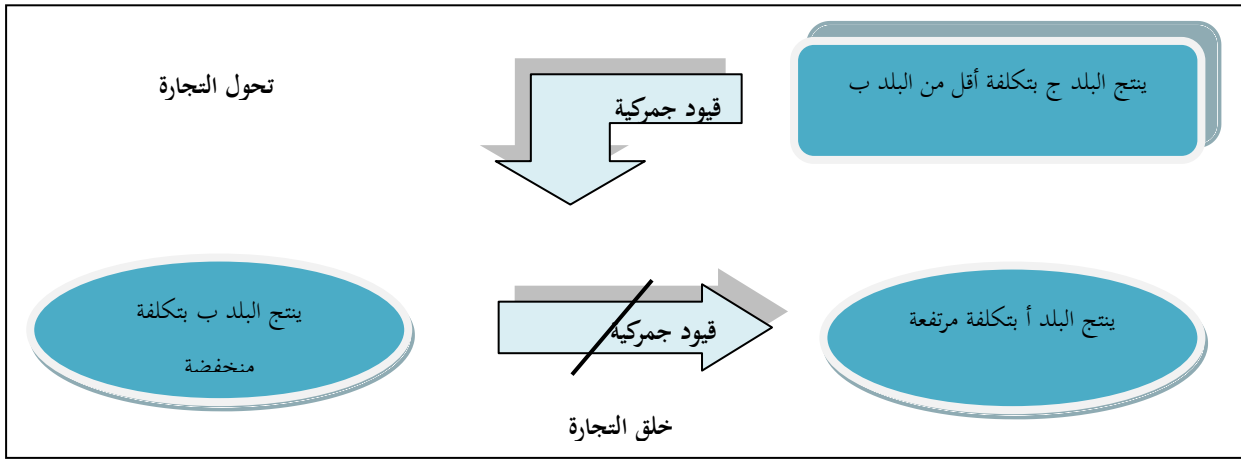 ينتج البلد ج بتكلفة أقل من البلد ب
قيود جمركية
تحول التجارة
ينتج البلد أ بتكلفة مرتفعة
قيود جمركية
ينتج البلد ب بتكلفة
منخفضة
خلق التجارة